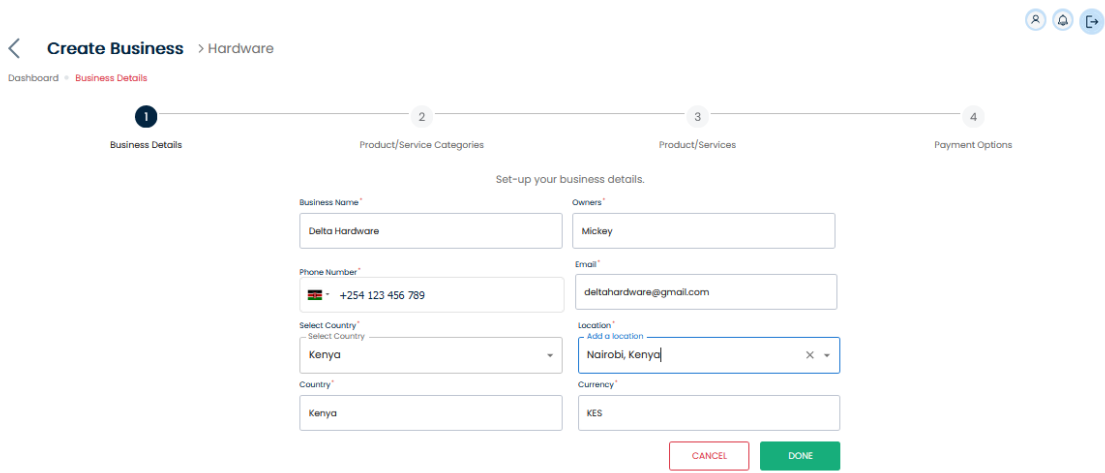 Create Business > Hardware
Dashboard Business Details
1 2 3 4
Business Details Product/Service Categories Product/Services Payment Options
Set-up your business details.
Business Name* Owners*
Delta Hardware Mickey
Phone Number* Email*
+254 123 456 789 deltahardware@gmail.com
Select Country* Location*
Select Country Add a location
Kenya Nairobi, Kenya
Country* Currency*
Kenya KES
CANCEL DONE